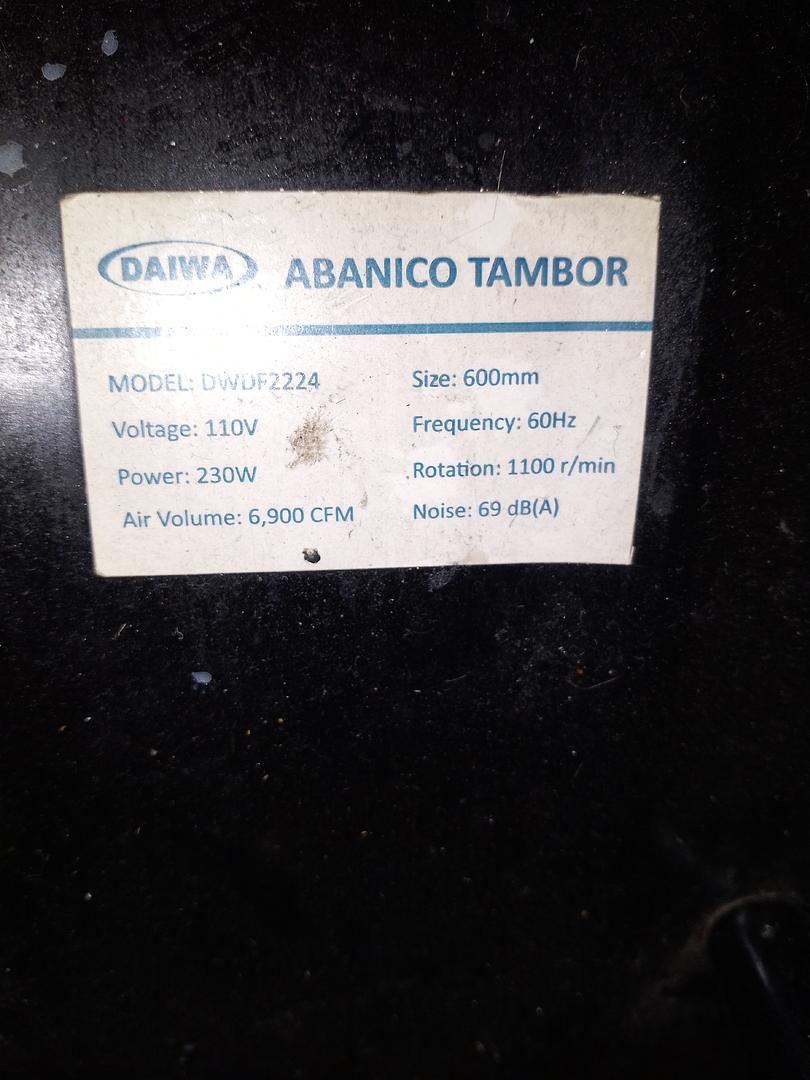 DAIWA ABANICO TAMBOR
MODEL: DWDF2224 Size: 600mm
Voltage: 110V Frequency: 60Hz
Power: 230W Rotation: 1100 r/min
Air Volume: 6,900 CFM Noise: 69 dB(A)